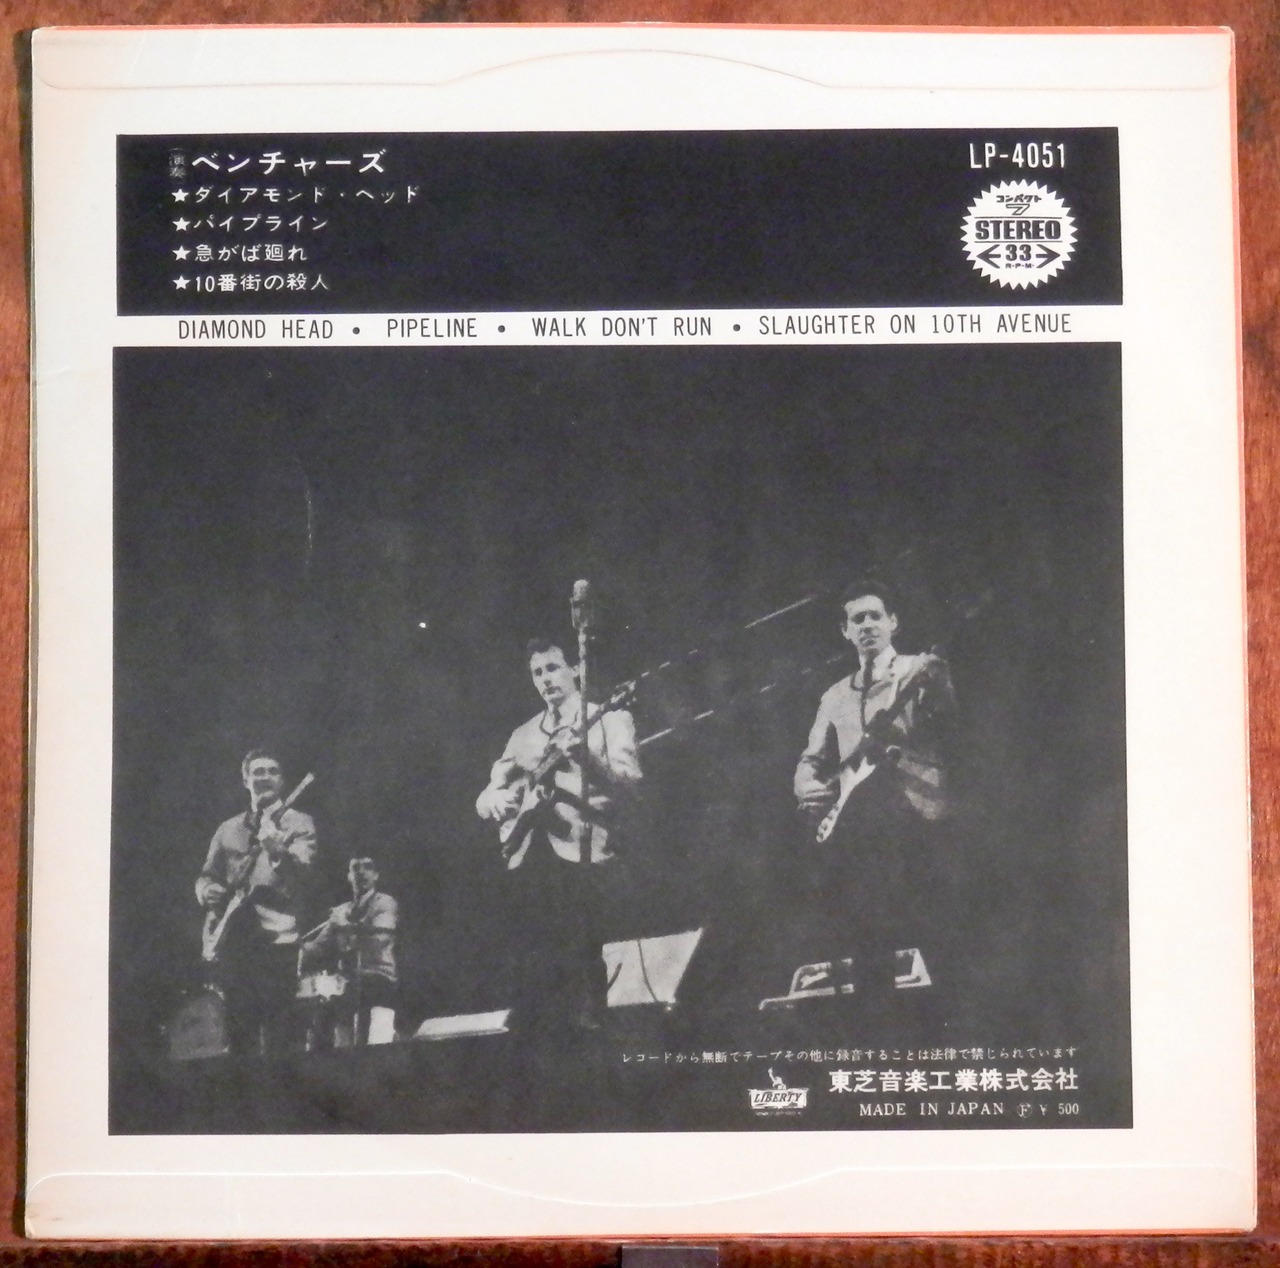 演奏 ベンチャーズ
★ダイアモンド・ヘッド
★パイプライン
★急がば廻れ
★10番街の殺人
LP-4051
コンパクト
7
STEREO
33
R・P・M
DIAMOND HEAD • PIPELINE • WALK DON'T RUN • SLAUGHTER ON 10TH AVENUE
レコードから無断でテープその他に録音することは法律で禁じられています
LIBERTY
東芝音楽工業株式会社
MADE IN JAPAN Ⓕ ¥ 500